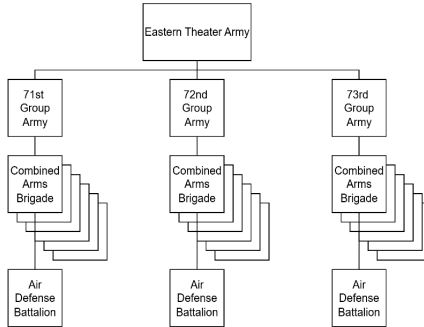 Eastern Theater Army
71st
Group
Army
72nd
Group
Army
73rd
Group
Army
Combined
Arms
Brigade
Combined
Arms
Brigade
Combined
Arms
Brigade
Air
Defense
Battalion
Air
Defense
Battalion
Air
Defense
Battalion